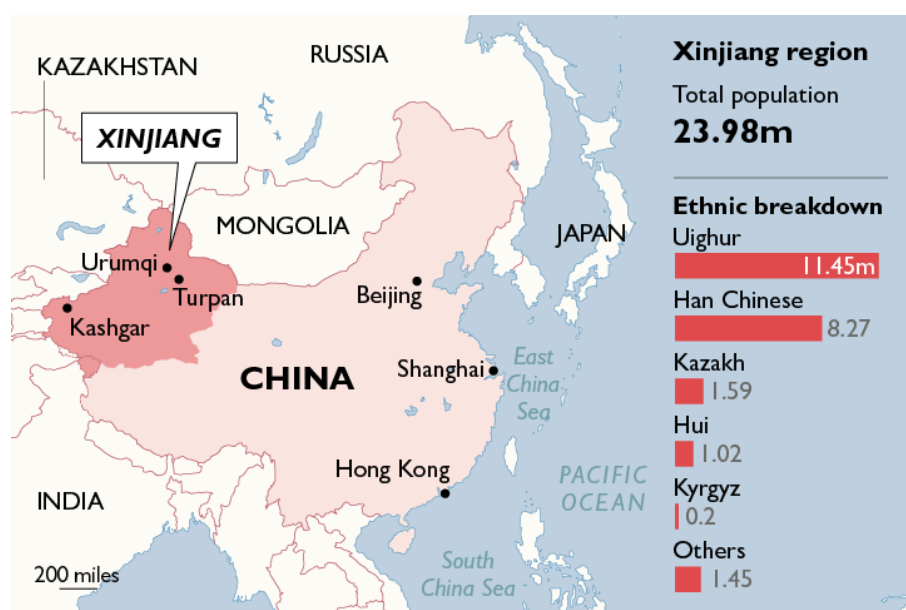 RUSSIA
KAZAKHSTAN
XINJIANG
MONGOLIA
JAPAN
Urumqi
Turpan
Kashgar
Beijing
CHINA
Shanghai
East
China
Sea
Hong Kong
PACIFIC
OCEAN
INDIA
South
China Sea
200 miles
Xinjiang region
Total population
23.98m
Ethnic breakdown
Uighur
11.45m
Han Chinese
8.27
Kazakh
1.59
Hui
1.02
Kyrgyz
0.2
Others
1.45